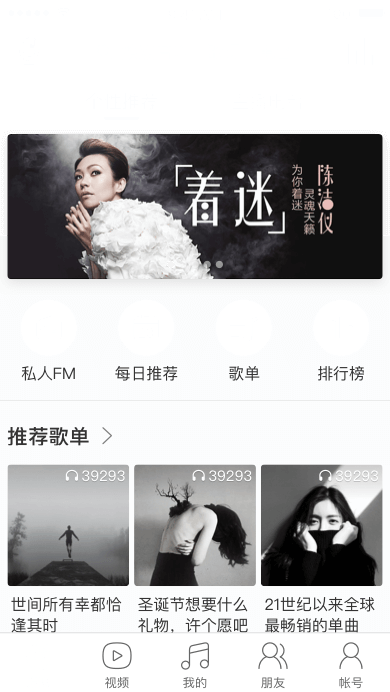 「着迷」
为你着迷
灵魂天籁
陈洁仪
私人FM
每日推荐
歌单
排行榜
推荐歌单
39293
39293
39293
世间所有幸都恰
逢其时
圣诞节想要什么
礼物，许个愿吧
21世纪以来全球
最畅销的单曲
视频
我的
朋友
帐号